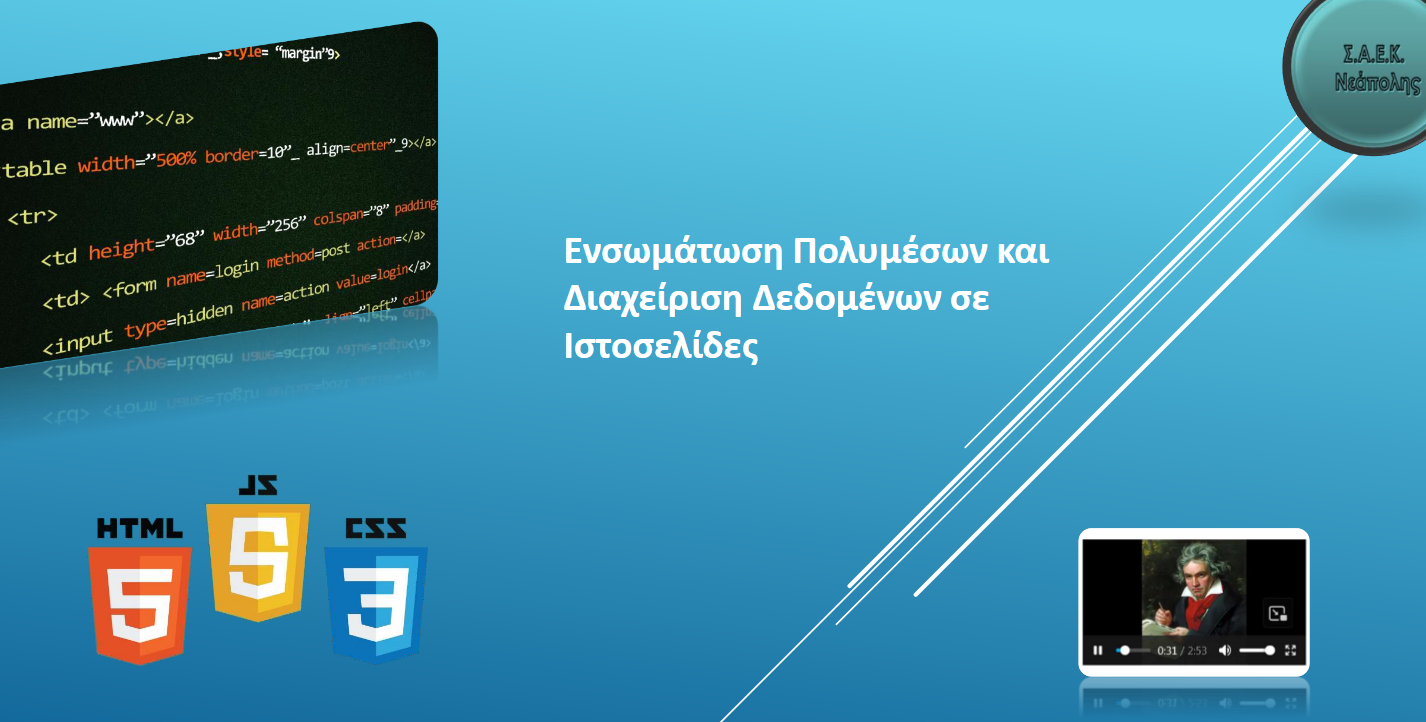 _,style= “margin”9>
a name=”www”></a>
table width=”500% border=10”_ align=center”_9></a>
<tr>
<td height=”68” width=”256” colspan=”8” padding=
<td> <form name=login method=post action=</a>
<input type=hidden name=action value=login</a>
Ενσωμάτωση Πολυμέσων και
Διαχείριση Δεδομένων σε
Ιστοσελίδες
Σ.Α.Ε.Κ.
Νεάπολης
JS
HTML
CSS
5
3
0:31 / 2:53